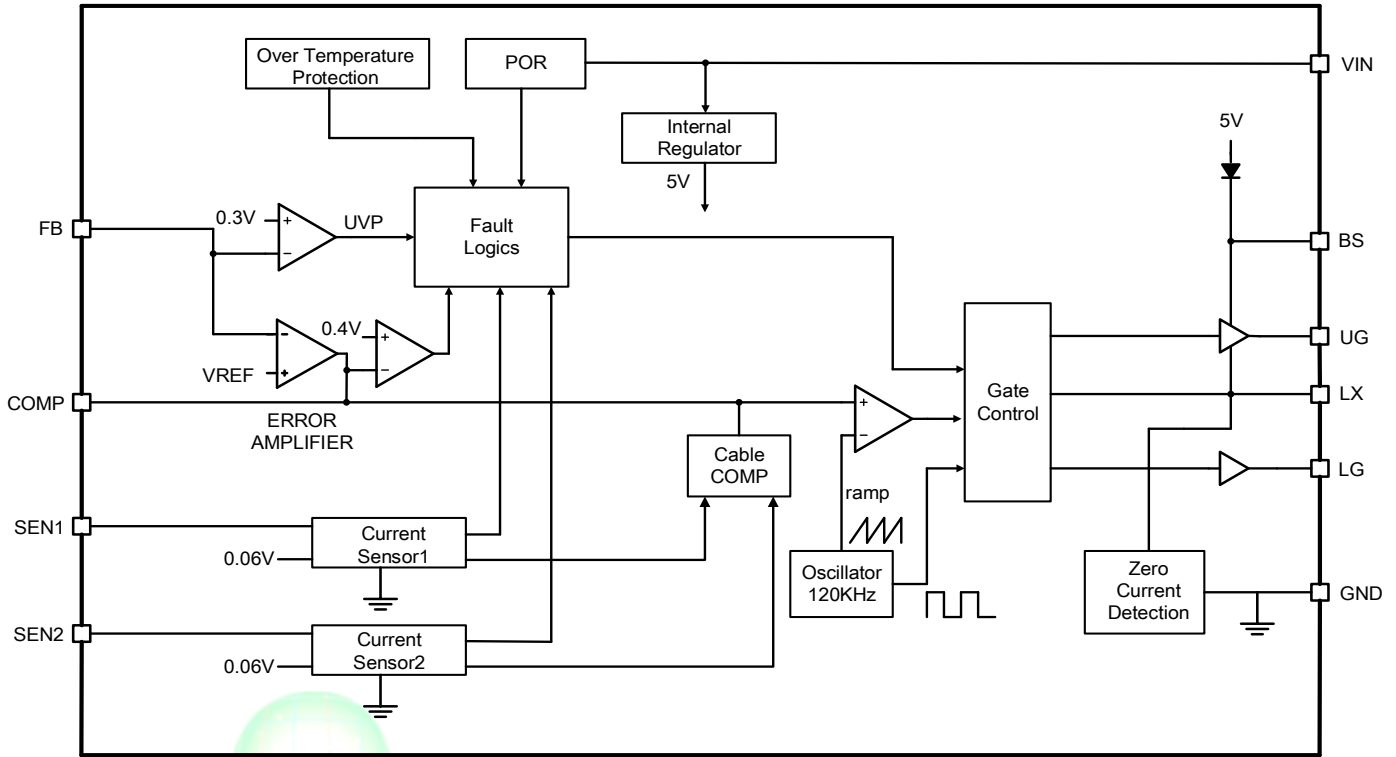 Over Temperature
Protection
POR
VIN
Internal
Regulator
5V
5V
FB
0.3V
+
−
UVP
Fault
Logics
BS
0.4V
+
−
-
+
VREF
UG
COMP
ERROR
AMPLIFIER
+
−
Gate
Control
LX
Cable
COMP
LG
ramp
SEN1
Current
Sensor1
0.06V
Oscillator
120KHz
Zero
Current
Detection
GND
SEN2
Current
Sensor2
0.06V